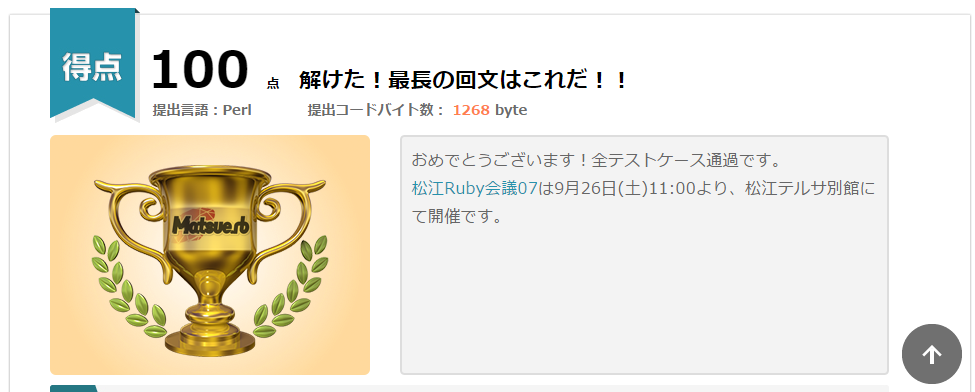 得点
100 点 解けた！最長の回文はこれだ！！
提出言語：Perl 提出コードバイト数： 1268 byte
Matsue.rb
おめでとうございます！全テストケース通過です。
松江Ruby会議07は9月26日(土)11:00より、松江テルサ別館に
て開催です。